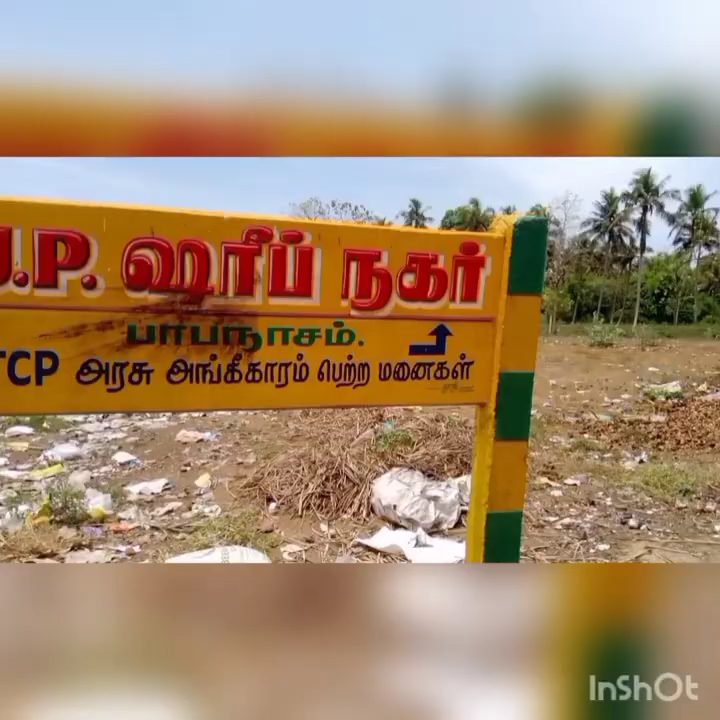 .P. ஷரீப் நகர்
பாபநாசம்.
TCP அரசு அங்கீகாரம் பெற்ற மனைகள்
InShOt